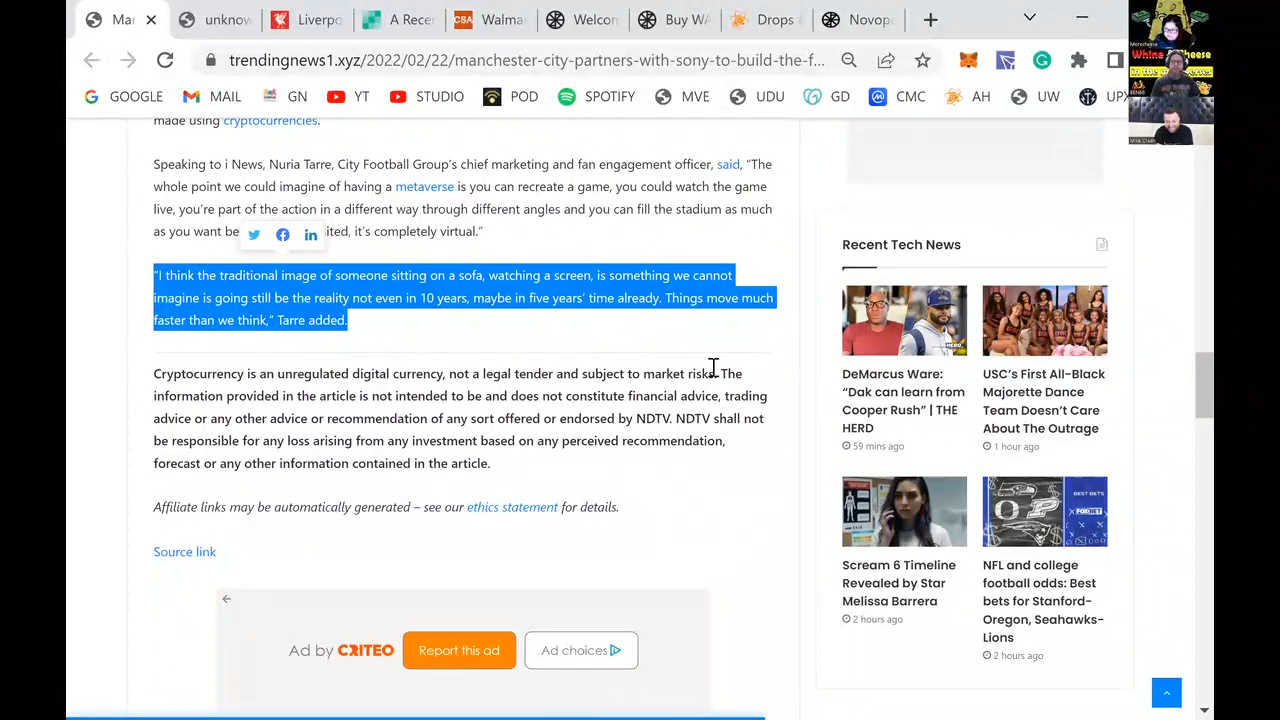 Mar
unknow
Liverpo
A Recer
CSA
Walma
Welcon
Buy WA
Drops
Novopa
trendingnews1.xyz/2022/02/22/manchester-city-partners-with-sony-to-build-the-f...
GOOGLE
MAIL
GN
YT
STUDIO
SPOTIFY
GD
CMC
AH
UW
UPX
Morecheese
Whine & Cheese
in the
made using cryptocurrencies.
Speaking to i News, Nuria Tarre, City Football Group's chief marketing and fan engagement officer, said, “The
whole point we could imagine of having a metaverse is you can recreate a game, you could watch the game
live, you're part of the action in a different way through different angles and you can fill the stadium as much
as you want be ited, it's completely virtual.”
“I think the traditional image of someone sitting on a sofa, watching a screen, is something we cannot
imagine is going still be the reality not even in 10 years, maybe in five years' time already. Things move much
faster than we think,” Tarre added.
Cryptocurrency is an unregulated digital currency, not a legal tender and subject to market risks. The
information provided in the article is not intended to be and does not constitute financial advice, trading
advice or any other advice or recommendation of any sort offered or endorsed by NDTV. NDTV shall not
be responsible for any loss arising from any investment based on any perceived recommendation,
forecast or any other information contained in the article.
Affiliate links may be automatically generated – see our ethics statement for details.
Source link
Ad by CRITEO
Report this ad
Ad choices
Recent Tech News
DeMarcus Ware:
“Dak can learn from
Cooper Rush” | THE
HERD
59 mins ago
USC's First All-Black
Majorette Dance
Team Doesn't Care
About The Outrage
1 hour ago
BEST BETS
FOX BET
Scream 6 Timeline
Revealed by Star
Melissa Barrera
2 hours ago
NFL and college
football odds: Best
bets for Stanford-
Oregon, Seahawks-
Lions
2 hours ago